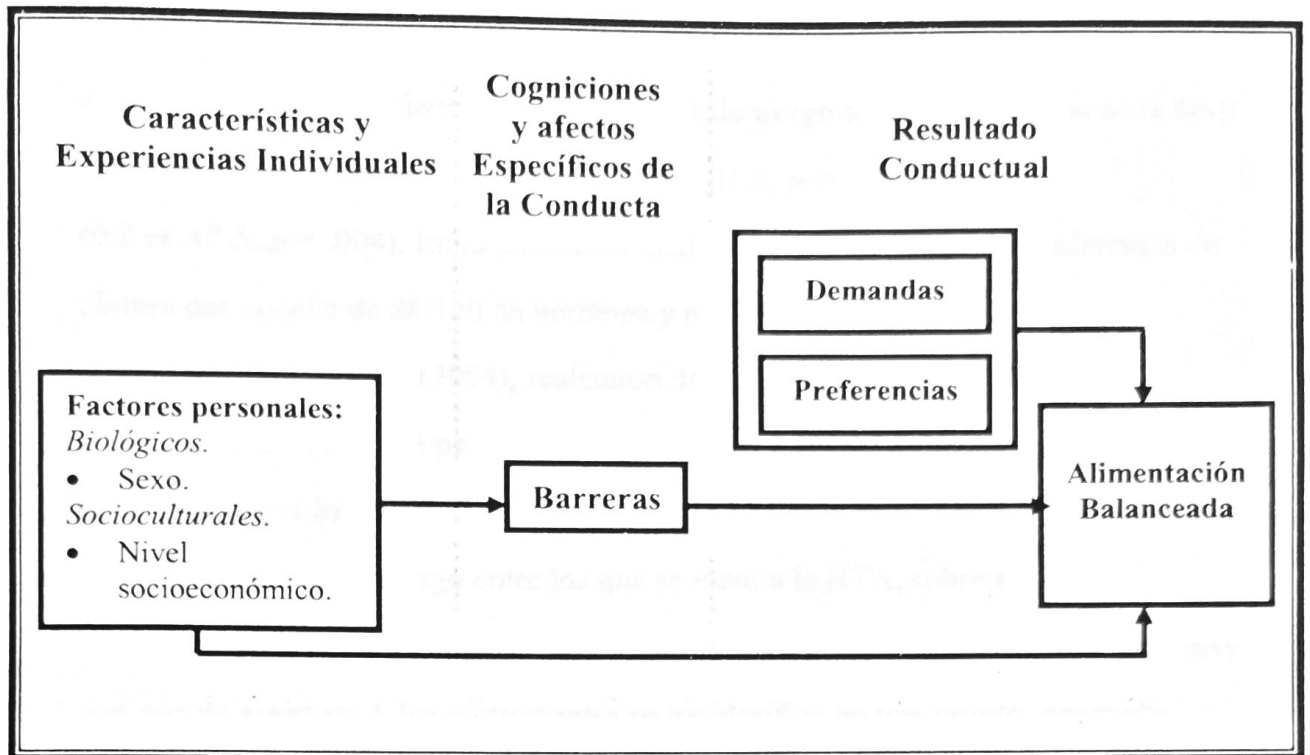 Características y
Experiencias Individuales
Cogniciones
y afectos
Específicos de
la Conducta
Resultado
Conductual
Demandas
Preferencias
Factores personales:
Biológicos.
• Sexo.
Socioculturales.
• Nivel
socioeconómico.
Barreras
Alimentación
Balanceada